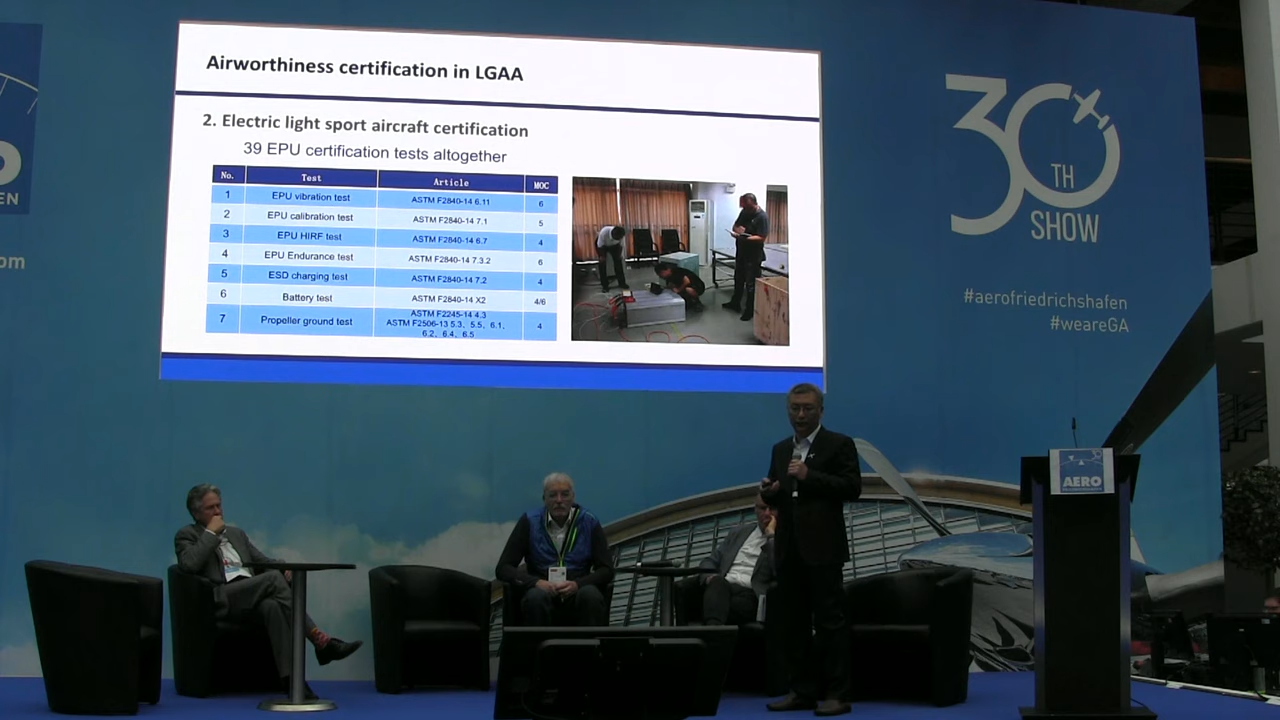 Airworthiness certification in LGAA
2. Electric light sport aircraft certification
39 EPU certification tests altogether
No. Test Article MOC
1 EPU vibration test ASTM F2840-14 6.11 6
2 EPU calibration test ASTM F2840-14 7.1 5
3 EPU HIRF test ASTM F2840-14 6.7 4
4 EPU Endurance test ASTM F2840-14 7.3.2 6
5 ESD charging test ASTM F2840-14 7.2 4
6 Battery test ASTM F2840-14 X2 4/6
7 Propeller ground test ASTM F2245-14 4.3
ASTM F2506-13 5.3、5.5、6.1、 4
6.2、6.4、6.5
30
TH
SHOW
#aerofriedrichshafen
#weareGA
O
EN
om
AERO